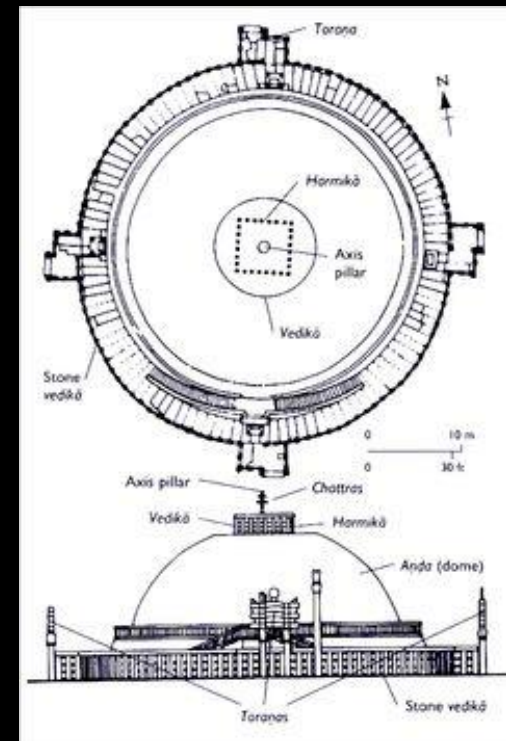 Toraṇa
N
Harmikā
Axis
pillar
Vedikā
Stone
vedikā
0 10 m
0 30 ft
Axis pillar
Chattras
Vedikā
Harmikā
Aṇḍa (dome)
Toraṇas
Stone vedikā